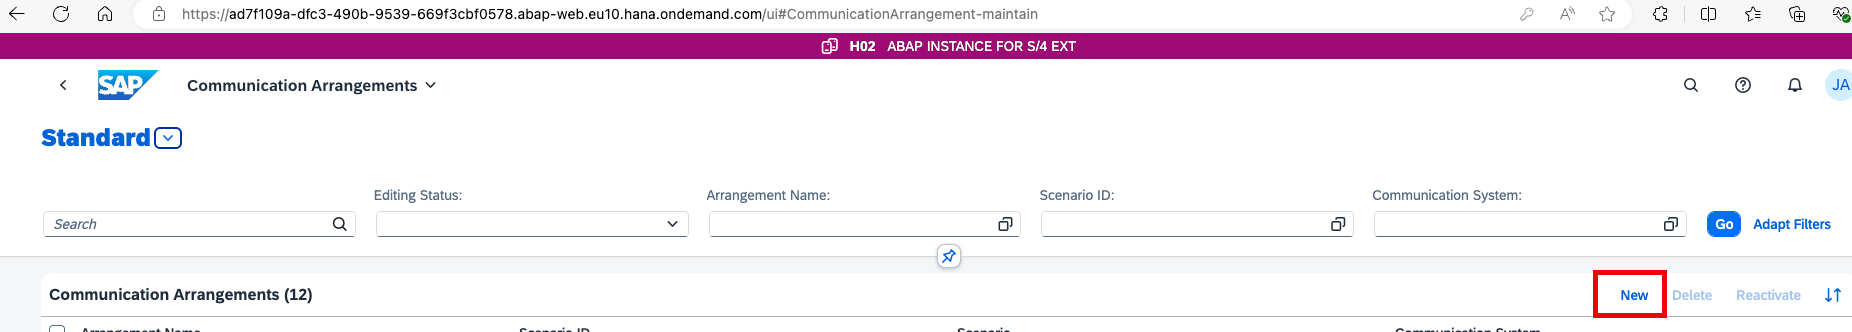 https://ad7f109a-dfc3-490b-9539-669f3cbf0578.abap-web.eu10.hana.ondemand.com/ui#CommunicationArrangement-maintain
H02 ABAP INSTANCE FOR S/4 EXT
SAP Communication Arrangements JA
Standard
Editing Status: Arrangement Name: Scenario ID: Communication System:
Search Go Adapt Filters
Communication Arrangements (12) New Delete Reactivate
Arrangement Name Scenario ID Scenario Communication System